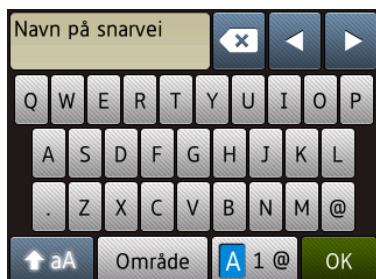 Navn på snarvei
Q W E R T Y U I O P
A S D F G H J K L
. Z X C V B N M @
aA Område A 1 @ OK